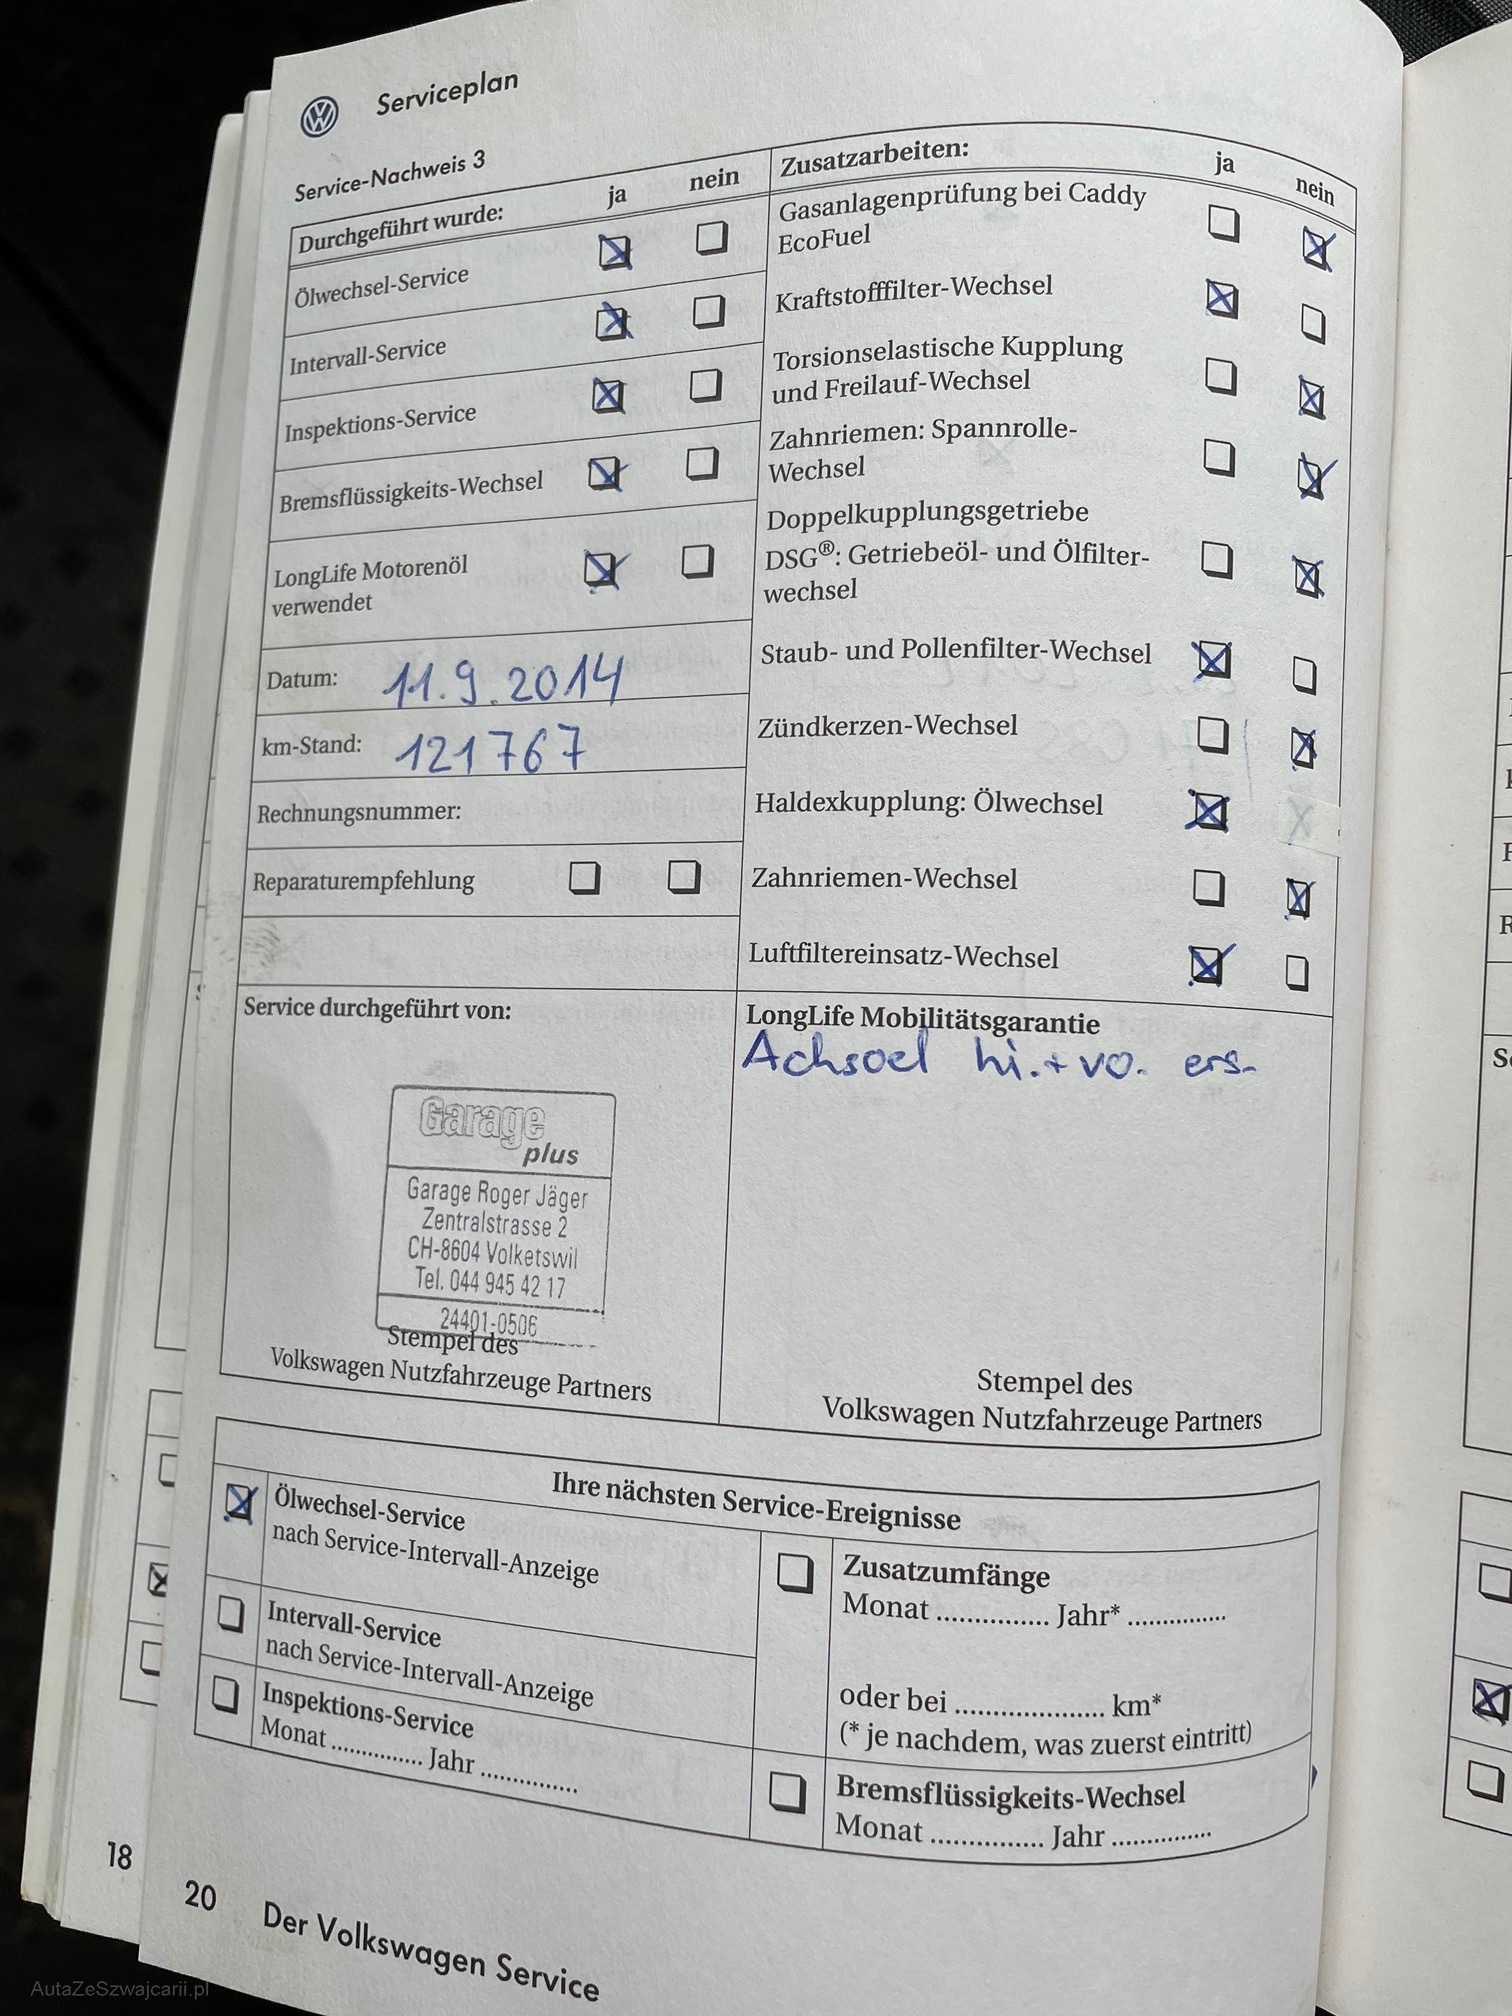 Serviceplan
Service-Nachweis 3
Durchgeführt wurde: ja nein
Ölwechsel-Service
Intervall-Service
Inspektions-Service
Bremsflüssigkeits-Wechsel
LongLife Motorenöl
verwendet
Datum: 11.9.2014
km-Stand: 121767
Rechnungsnummer:
Reparaturempfehlung
Zusatzarbeiten: ja nein
Gasanlagenprüfung bei Caddy
EcoFuel
Kraftstofffilter-Wechsel
Torsionselastische Kupplung
und Freilauf-Wechsel
Zahnriemen: Spannrolle-
Wechsel
Doppelkupplungsgetriebe
DSG®: Getriebeöl- und Ölfilter-
wechsel
Staub- und Pollenfilter-Wechsel
Zündkerzen-Wechsel
Haldexkupplung: Ölwechsel
Zahnriemen-Wechsel
Luftfiltereinsatz-Wechsel
Service durchgeführt von:
Garage
plus
Garage Roger Jäger
Zentralstrasse 2
CH-8604 Volketswil
Tel. 044 945 42 17
24401-0506
Stempel des
Volkswagen Nutzfahrzeuge Partners
LongLife Mobilitätsgarantie
Achsoel hi.+vo. ers.
Stempel des
Volkswagen Nutzfahrzeuge Partners
Ihre nächsten Service-Ereignisse
Ölwechsel-Service
nach Service-Intervall-Anzeige
Intervall-Service
nach Service-Intervall-Anzeige
Inspektions-Service
Monat .............. Jahr ...............
Zusatzumfänge
Monat ............... Jahr* ...............
oder bei ..................... km*
(* je nachdem, was zuerst eintritt)
Bremsflüssigkeits-Wechsel
Monat ............... Jahr ...............
18
20 Der Volkswagen Service
AutaZeSzwajcarii.pl